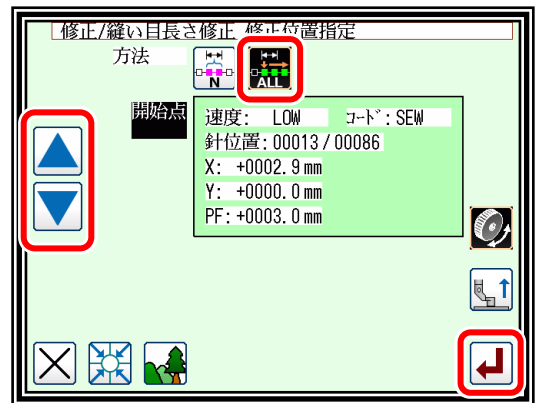 修正/縫い目長さ修正 修正位置指定
方法
N
ALL
開始点
速度: LOW コード: SEW
針位置: 00013 / 00086
X: +0002.9 mm
Y: +0000.0 mm
PF: +0003.0 mm